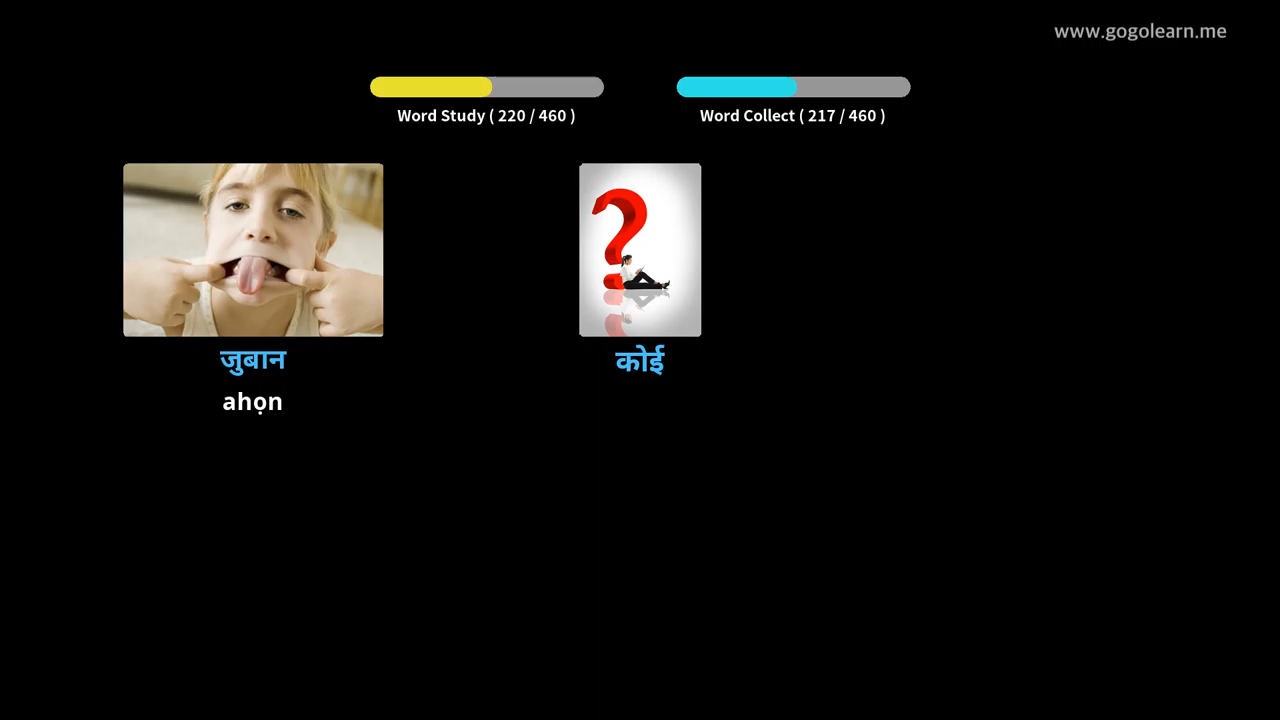 www.gogolearn.me
Word Study ( 220 / 460 )
Word Collect ( 217 / 460 )
जुबान
कोई
ahọn